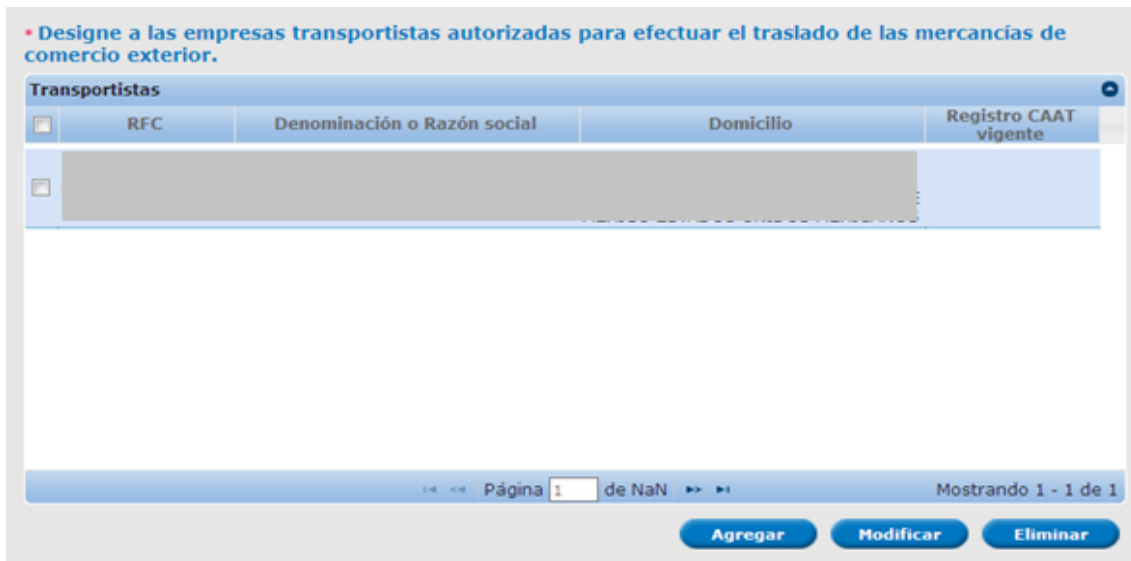 • Designe a las empresas transportistas autorizadas para efectuar el traslado de las mercancías de
comercio exterior.
Transportistas
RFC Denominación o Razón social Domicilio Registro CAAT
vigente
Página 1 de NaN Mostrando 1 - 1 de 1
Agregar Modificar Eliminar